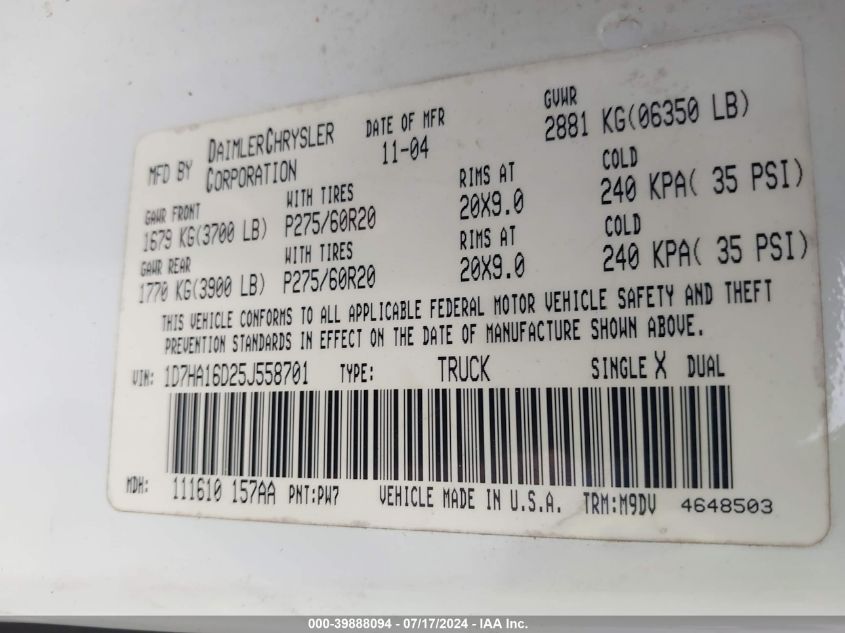 MFD BY DAIMLERCHRYSLER CORPORATION DATE OF MFR 11-04 GVWR 2881 KG(06350 LB)
GAWR FRONT WITH TIRES RIMS AT COLD
1679 KG(3700 LB) P275/60R20 20X9.0 240 KPA( 35 PSI)
GAWR REAR WITH TIRES RIMS AT COLD
1770 KG(3900 LB) P275/60R20 20X9.0 240 KPA( 35 PSI)
THIS VEHICLE CONFORMS TO ALL APPLICABLE FEDERAL MOTOR VEHICLE SAFETY AND THEFT
PREVENTION STANDARDS IN EFFECT ON THE DATE OF MANUFACTURE SHOWN ABOVE.
VIN: 1D7HA16D25J558701 TYPE: TRUCK SINGLE X DUAL
MDH: 111610 157AA PNT:PW7 VEHICLE MADE IN U.S.A. TRM:M9DV 4648503
000-39888094 - 07/17/2024 - IAA Inc.